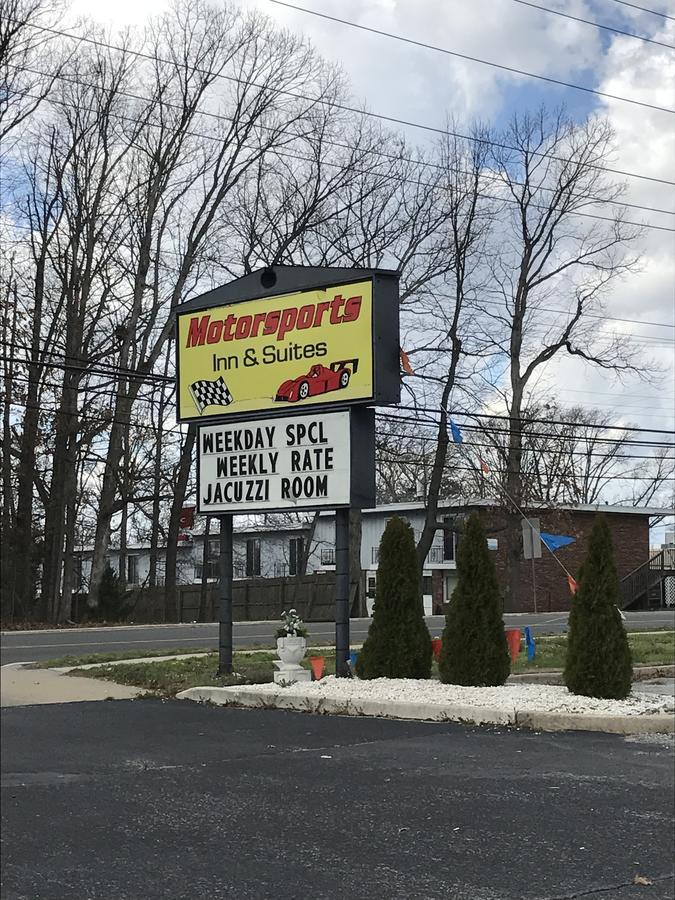 Motorsports
Inn & Suites
WEEKDAY SPCL
WEEKLY RATE
JACUZZI ROOM